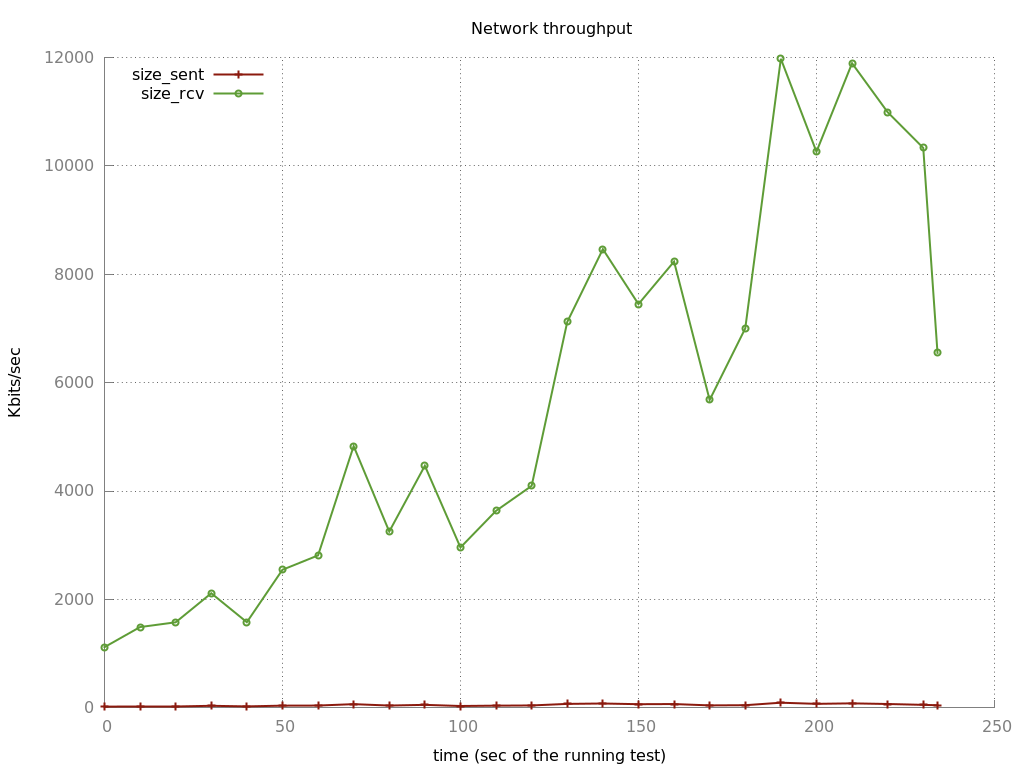 Network throughput
size_sent
size_rcv
12000
10000
8000
6000
4000
2000
0
Kbits/sec
0 50 100 150 200 250
time (sec of the running test)